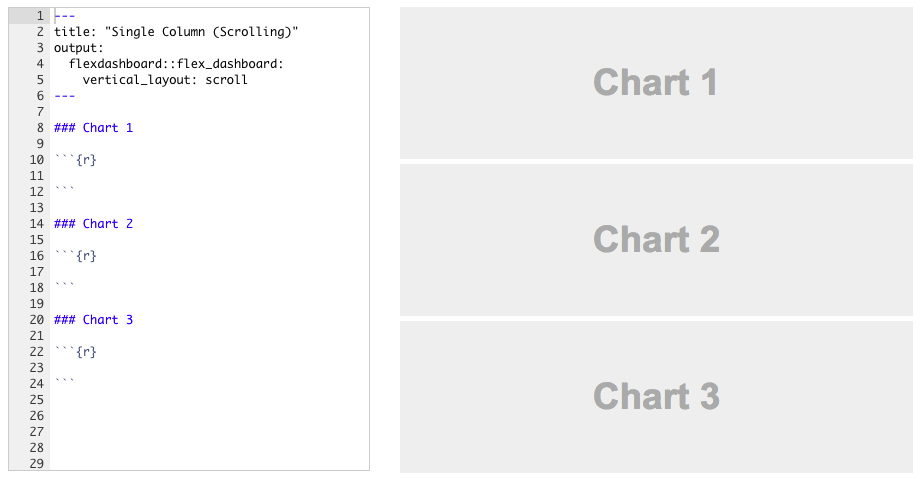 1 ---
2 title: "Single Column (Scrolling)"
3 output:
4   flexdashboard::flex_dashboard:
5     vertical_layout: scroll
6 ---
7
8 ### Chart 1
9
10 ```{r}
11
12 ```
13
14 ### Chart 2
15
16 ```{r}
17
18 ```
19
20 ### Chart 3
21
22 ```{r}
23
24 ```
25
26
27
28
29
Chart 1
Chart 2
Chart 3